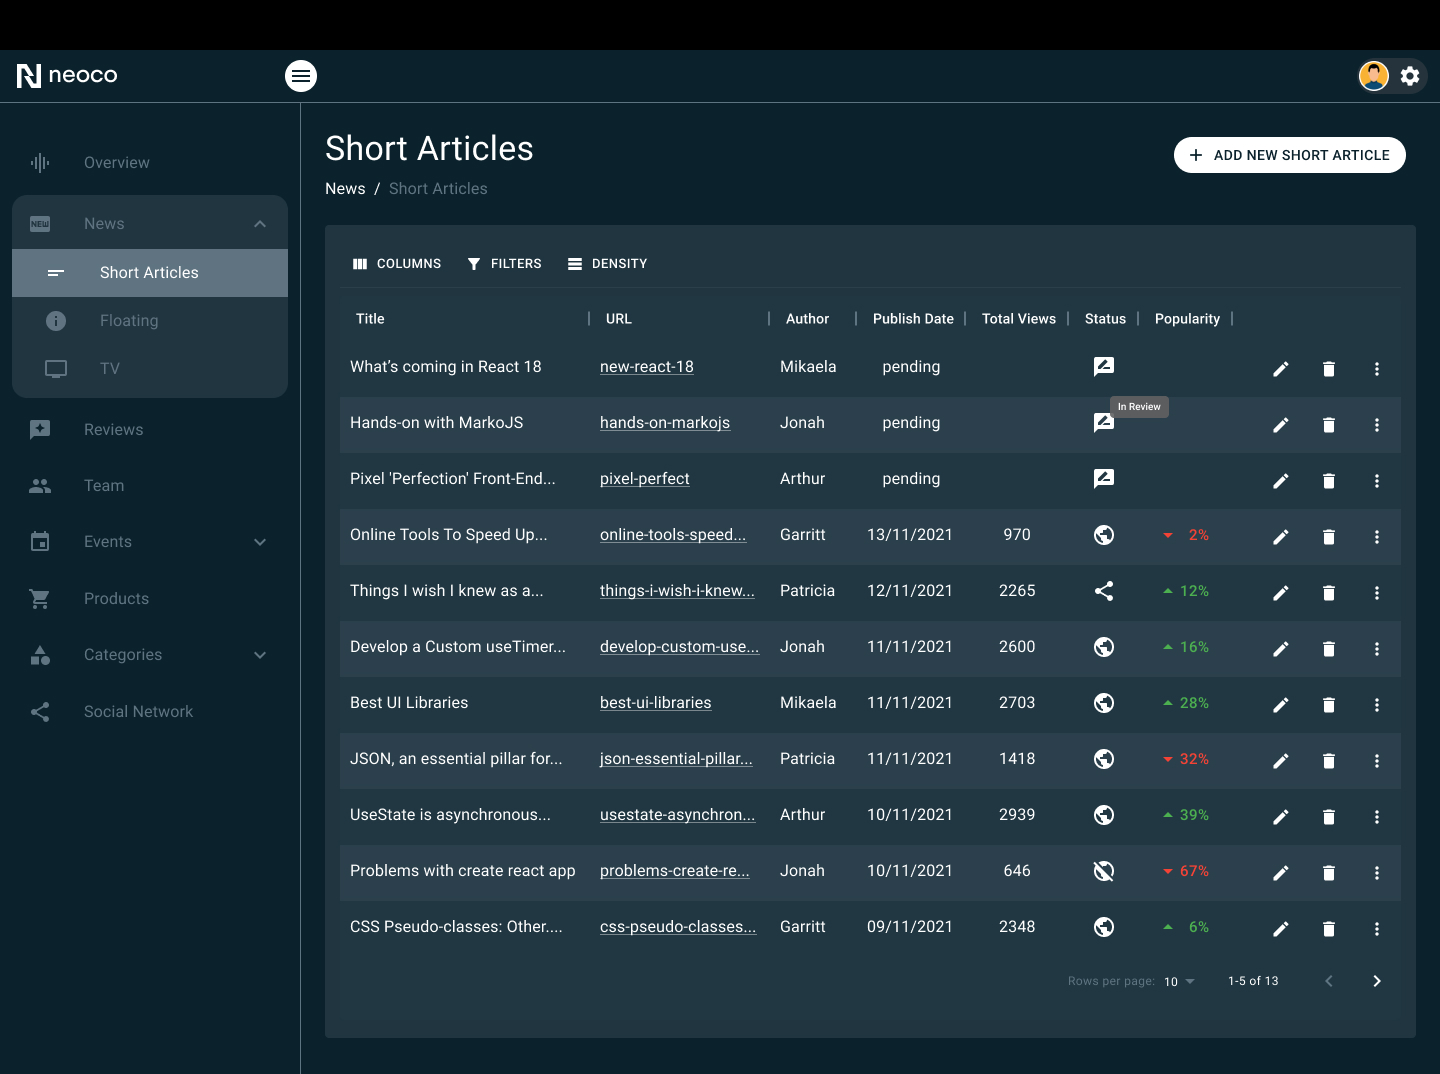 neoco
Short Articles
ADD NEW SHORT ARTICLE
News / Short Articles
Overview
NEW News
Short Articles
Floating
TV
Reviews
Team
Events
Products
Categories
Social Network
COLUMNS FILTERS DENSITY
Title URL Author Publish Date Total Views Status Popularity
What’s coming in React 18 new-react-18 Mikaela pending
In Review
Hands-on with MarkoJS hands-on-markojs Jonah pending
Pixel 'Perfection' Front-End... pixel-perfect Arthur pending
Online Tools To Speed Up... online-tools-speed... Garritt 13/11/2021 970 2%
Things I wish I knew as a... things-i-wish-i-knew... Patricia 12/11/2021 2265 12%
Develop a Custom useTimer... develop-custom-use... Jonah 11/11/2021 2600 16%
Best UI Libraries best-ui-libraries Mikaela 11/11/2021 2703 28%
JSON, an essential pillar for... json-essential-pillar... Patricia 11/11/2021 1418 32%
UseState is asynchronous... usestate-asynchron... Arthur 10/11/2021 2939 39%
Problems with create react app problems-create-re... Jonah 10/11/2021 646 67%
CSS Pseudo-classes: Other.... css-pseudo-classes... Garritt 09/11/2021 2348 6%
Rows per page: 10 1-5 of 13